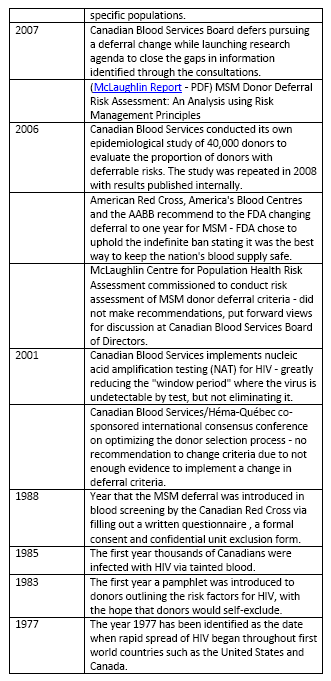 specific populations.
2007 Canadian Blood Services Board defers pursuing
a deferral change while launching research
agenda to close the gaps in information
identified through the consultations.
(McLaughlin Report - PDF) MSM Donor Deferral
Risk Assessment: An Analysis using Risk
Management Principles
2006 Canadian Blood Services conducted its own
epidemiological study of 40,000 donors to
evaluate the proportion of donors with
deferrable risks. The study was repeated in 2008
with results published internally.
American Red Cross, America's Blood Centres
and the AABB recommend to the FDA changing
deferral to one year for MSM - FDA chose to
uphold the indefinite ban stating it was the best
way to keep the nation's blood supply safe.
McLaughlin Centre for Population Health Risk
Assessment commissioned to conduct risk
assessment of MSM donor deferral criteria - did
not make recommendations, put forward views
for discussion at Canadian Blood Services Board
of Directors.
2001 Canadian Blood Services implements nucleic
acid amplification testing (NAT) for HIV - greatly
reducing the "window period" where the virus is
undetectable by test, but not eliminating it.
Canadian Blood Services/Héma-Québec co-
sponsored international consensus conference
on optimizing the donor selection process - no
recommendation to change criteria due to not
enough evidence to implement a change in
deferral criteria.
1988 Year that the MSM deferral was introduced in
blood screening by the Canadian Red Cross via
filling out a written questionnaire , a formal
consent and confidential unit exclusion form.
1985 The first year thousands of Canadians were
infected with HIV via tainted blood.
1983 The first year a pamphlet was introduced to
donors outlining the risk factors for HIV, with
the hope that donors would self-exclude.
1977 The year 1977 has been identified as the date
when rapid spread of HIV began throughout first
world countries such as the United States and
Canada.